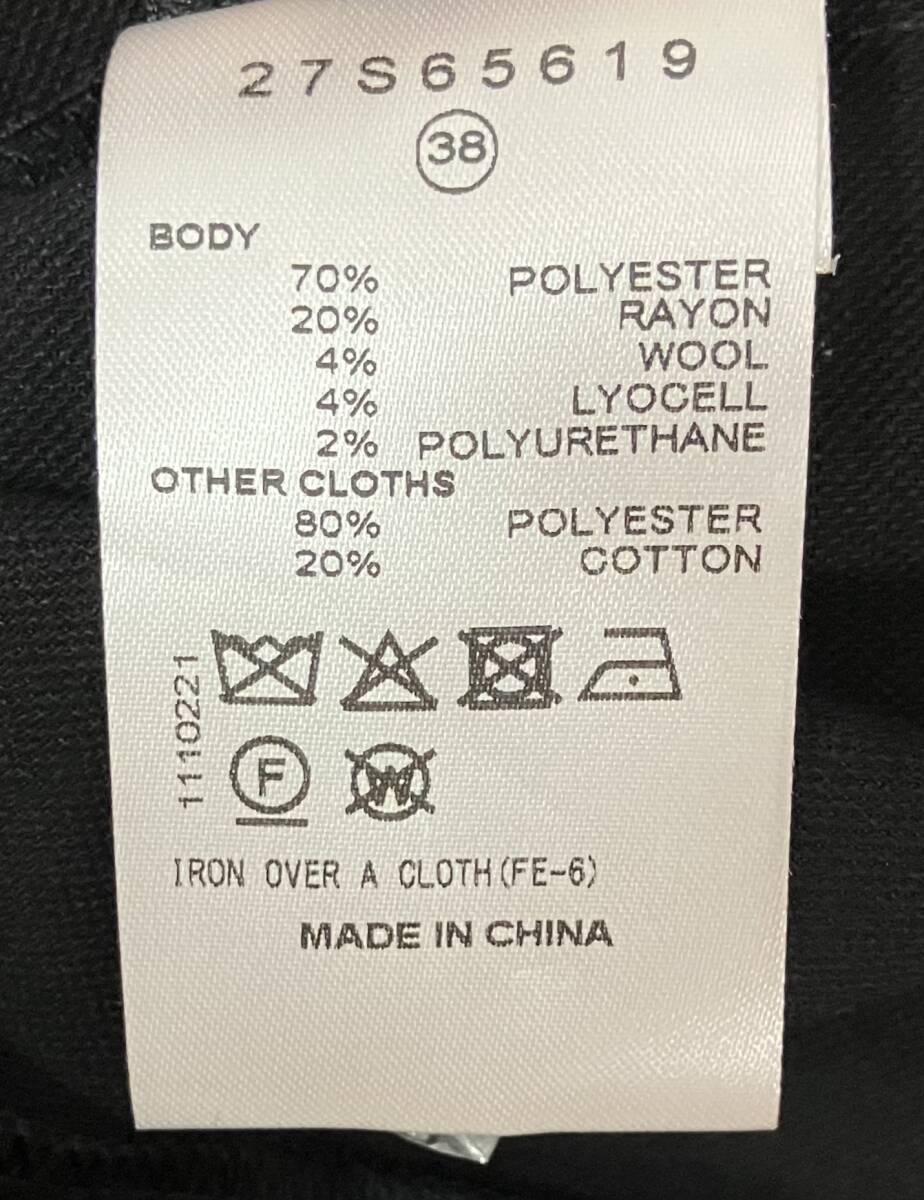 27S65619
38
BODY
70% POLYESTER
20% RAYON
4% WOOL
4% LYOCELL
2% POLYURETHANE
OTHER CLOTHS
80% POLYESTER
20% COTTON
110221
F
W
IRON OVER A CLOTH(FE-6)
MADE IN CHINA